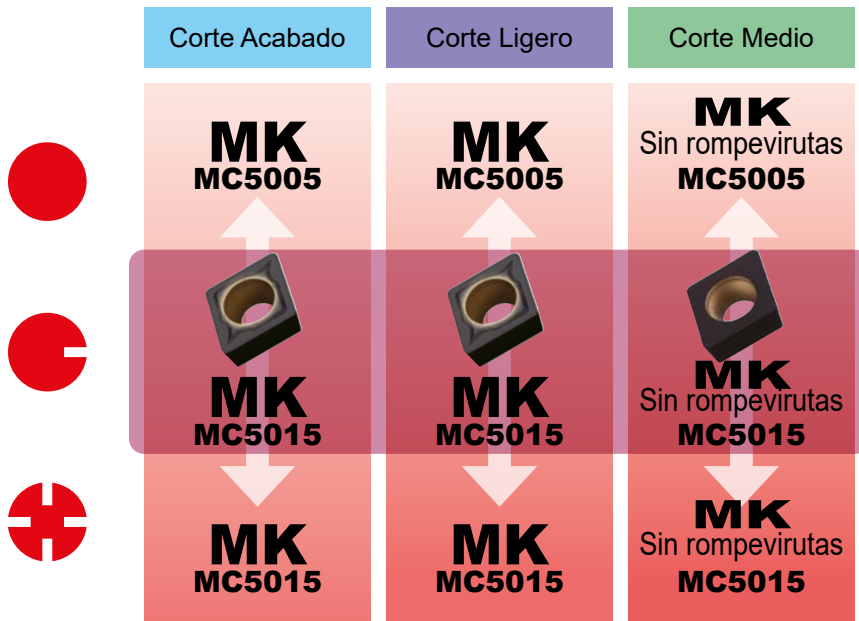 Corte Acabado
Corte Ligero
Corte Medio
MK
MC5005
MK
MC5005
MK
Sin rompevirutas
MC5005
MK
MC5015
MK
MC5015
MK
Sin rompevirutas
MC5015
MK
MC5015
MK
MC5015
MK
Sin rompevirutas
MC5015